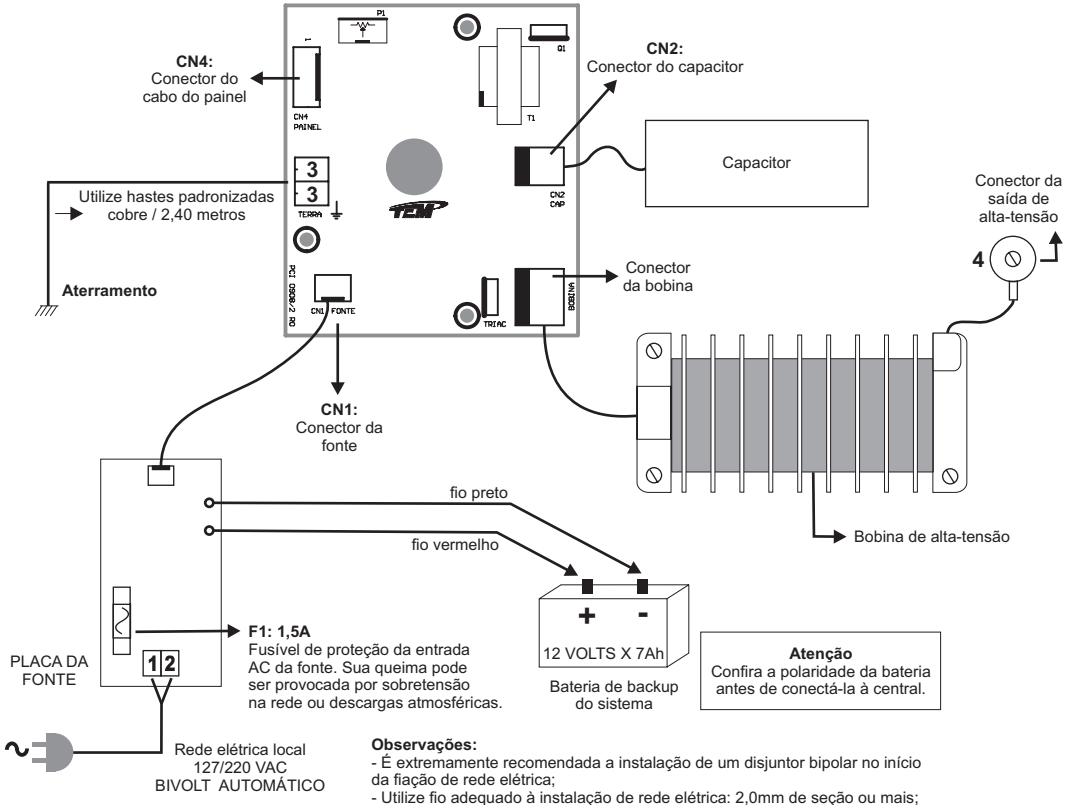 P1
Q1
CN4:
Conector do
cabo do painel
1
CN4
PAINEL
CN2:
Conector do capacitor
T1
3
3
TERRA
CN2
CAP
Capacitor
Utilize hastes padronizadas
cobre / 2,40 metros
TEM
Conector da
saída de
alta-tensão
4
Aterramento
PCI 0908/2 R0
CN1 FONTE
TRIAC
BOBINA
Conector
da bobina
CN1:
Conector da
fonte
fio preto
fio vermelho
Bobina de alta-tensão
+ -
12 VOLTS X 7Ah
Bateria de backup
do sistema
Atenção
Confira a polaridade da bateria
antes de conectá-la à central.
F1: 1,5A
Fusível de proteção da entrada
AC da fonte. Sua queima pode
ser provocada por sobretensão
na rede ou descargas atmosféricas.
PLACA DA
FONTE
1 2
~
Rede elétrica local
127/220 VAC
BIVOLT AUTOMÁTICO
Observações:
- É extremamente recomendada a instalação de um disjuntor bipolar no início
da fiação de rede elétrica;
- Utilize fio adequado à instalação de rede elétrica: 2,0mm de seção ou mais;